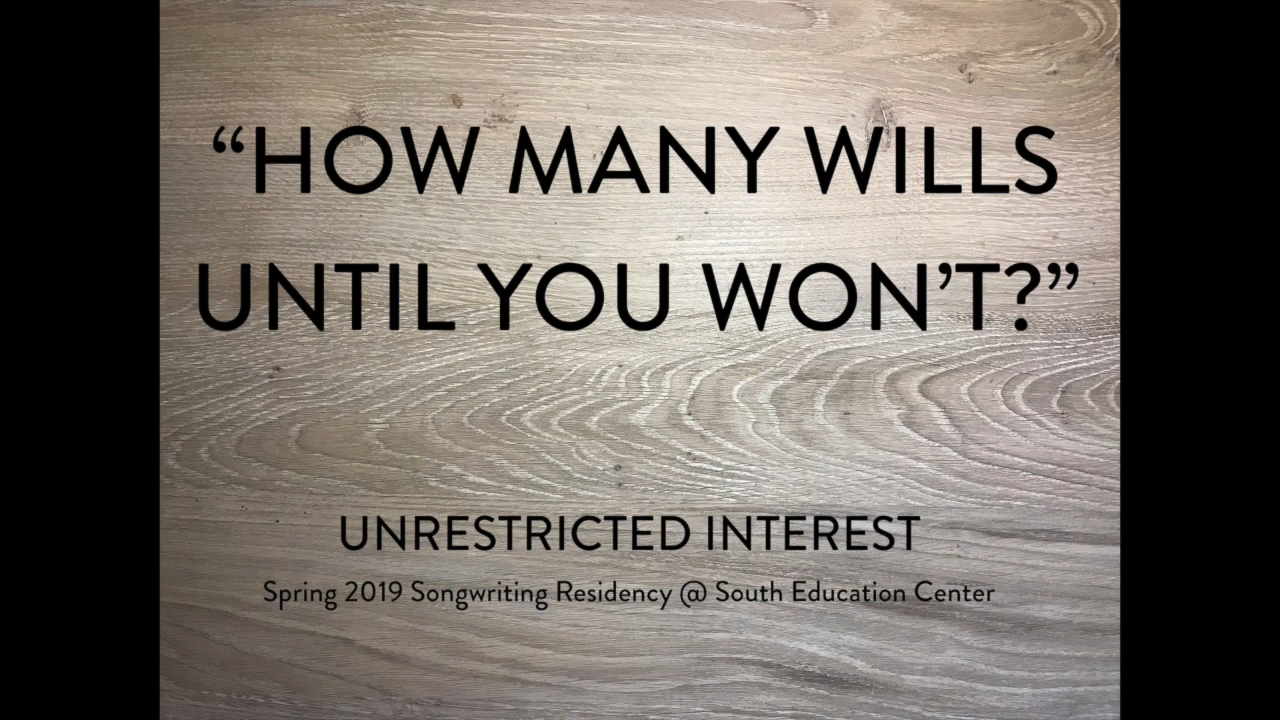 “HOW MANY WILLS
UNTIL YOU WON’T?”
UNRESTRICTED INTEREST
Spring 2019 Songwriting Residency @ South Education Center